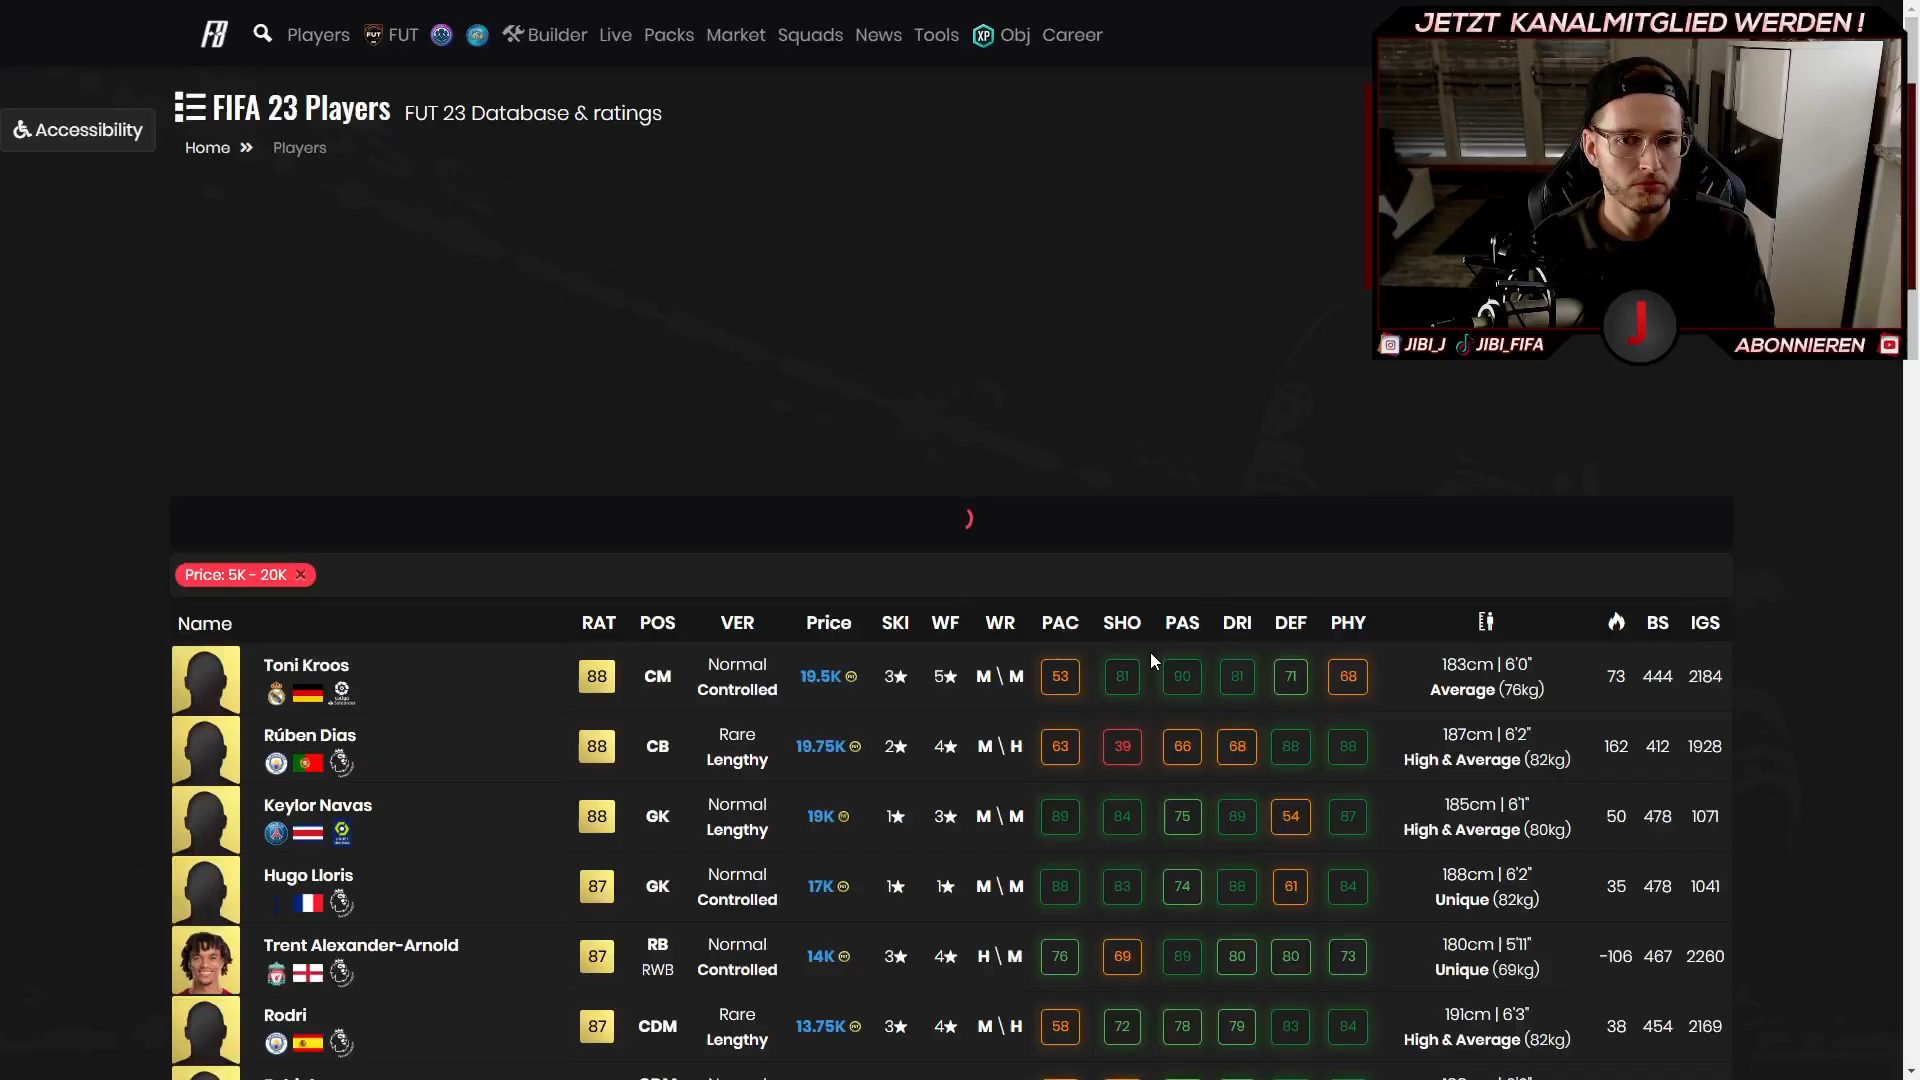 Players FUT Builder Live Packs Market Squads News Tools XP Obj Career
JETZT KANALMITGLIED WERDEN !
FIFA 23 Players FUT 23 Database & ratings
Accessibility
Home » Players
J
JIBI_J JIBI_FIFA
ABONNIEREN
Price: 5K - 20K ×
Name RAT POS VER Price SKI WF WR PAC SHO PAS DRI DEF PHY BS IGS
Toni Kroos 88 CM Normal Controlled 19.5K 3★ 5★ M \ M 53 81 90 81 71 68 183cm | 6'0" Average (76kg) 73 444 2184
Rúben Dias 88 CB Rare Lengthy 19.75K 2★ 4★ M \ H 63 39 66 68 88 88 187cm | 6'2" High & Average (82kg) 162 412 1928
Keylor Navas 88 GK Normal Lengthy 19K 1★ 3★ M \ M 89 84 75 89 54 87 185cm | 6'1" High & Average (80kg) 50 478 1071
Hugo Lloris 87 GK Normal Controlled 17K 1★ 1★ M \ M 88 83 74 88 61 84 188cm | 6'2" Unique (82kg) 35 478 1041
Trent Alexander-Arnold 87 RB RWB Normal Controlled 14K 3★ 4★ H \ M 76 69 89 80 80 73 180cm | 5'11" Unique (69kg) -106 467 2260
Rodri 87 CDM Rare Lengthy 13.75K 3★ 4★ M \ H 58 72 78 79 83 84 191cm | 6'3" High & Average (82kg) 38 454 2169